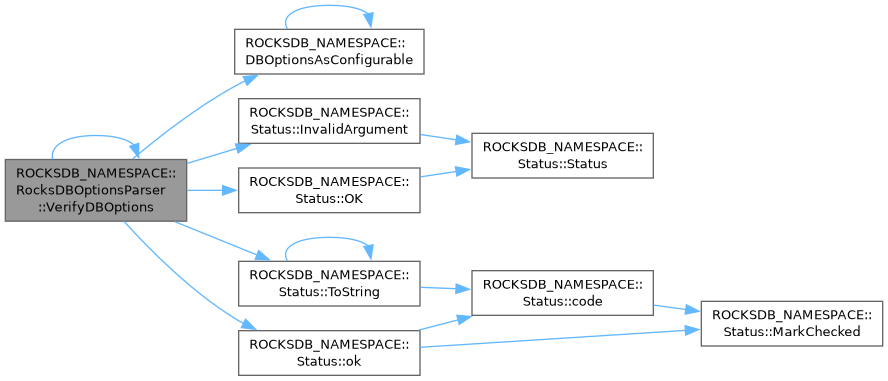 ROCKSDB_NAMESPACE::
RocksDBOptionsParser
::VerifyDBOptions
ROCKSDB_NAMESPACE::
DBOptionsAsConfigurable
ROCKSDB_NAMESPACE::
Status::InvalidArgument
ROCKSDB_NAMESPACE::
Status::OK
ROCKSDB_NAMESPACE::
Status::ToString
ROCKSDB_NAMESPACE::
Status::ok
ROCKSDB_NAMESPACE::
Status::Status
ROCKSDB_NAMESPACE::
Status::code
ROCKSDB_NAMESPACE::
Status::MarkChecked